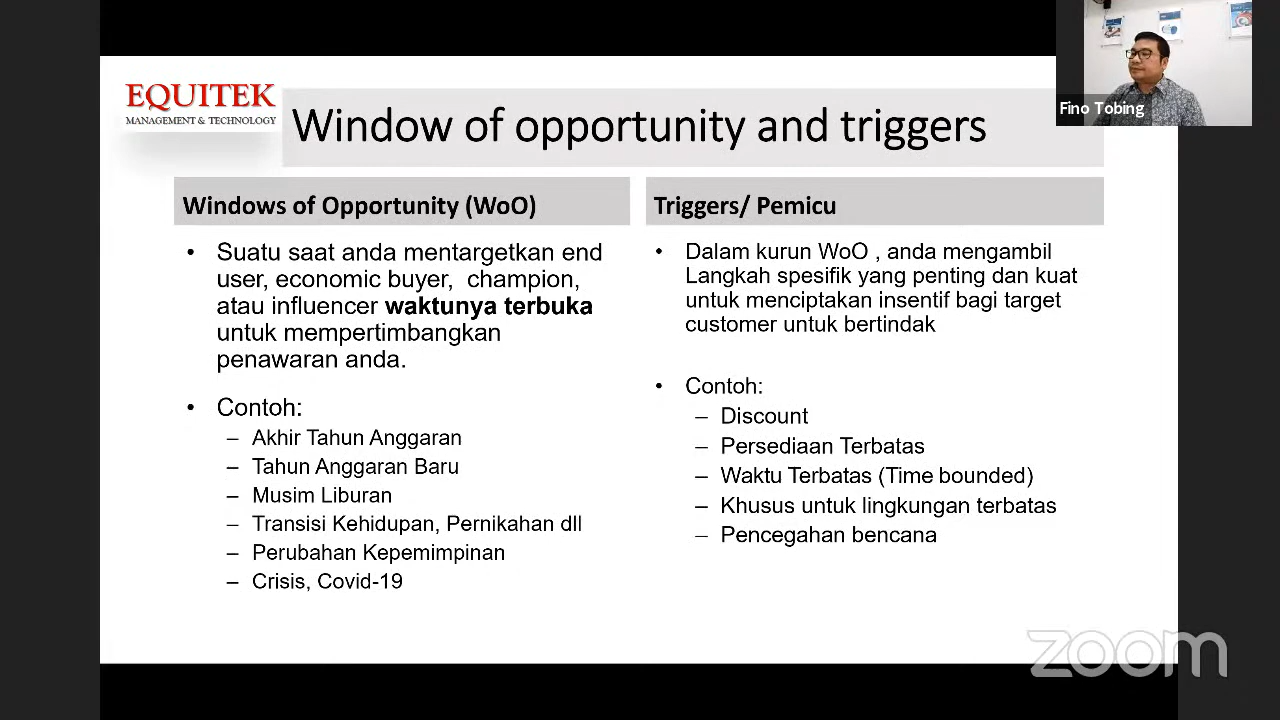 EQUITEK
MANAGEMENT & TECHNOLOGY
Window of opportunity and triggers
Fino Tobing
Windows of Opportunity (WoO)
• Suatu saat anda mentargetkan end
user, economic buyer, champion,
atau influencer waktunya terbuka
untuk mempertimbangkan
penawaran anda.
• Contoh:
– Akhir Tahun Anggaran
– Tahun Anggaran Baru
– Musim Liburan
– Transisi Kehidupan, Pernikahan dll
– Perubahan Kepemimpinan
– Crisis, Covid-19
Triggers/ Pemicu
• Dalam kurun WoO , anda mengambil
Langkah spesifik yang penting dan kuat
untuk menciptakan insentif bagi target
customer untuk bertindak
• Contoh:
– Discount
– Persediaan Terbatas
– Waktu Terbatas (Time bounded)
– Khusus untuk lingkungan terbatas
– Pencegahan bencana
zoom